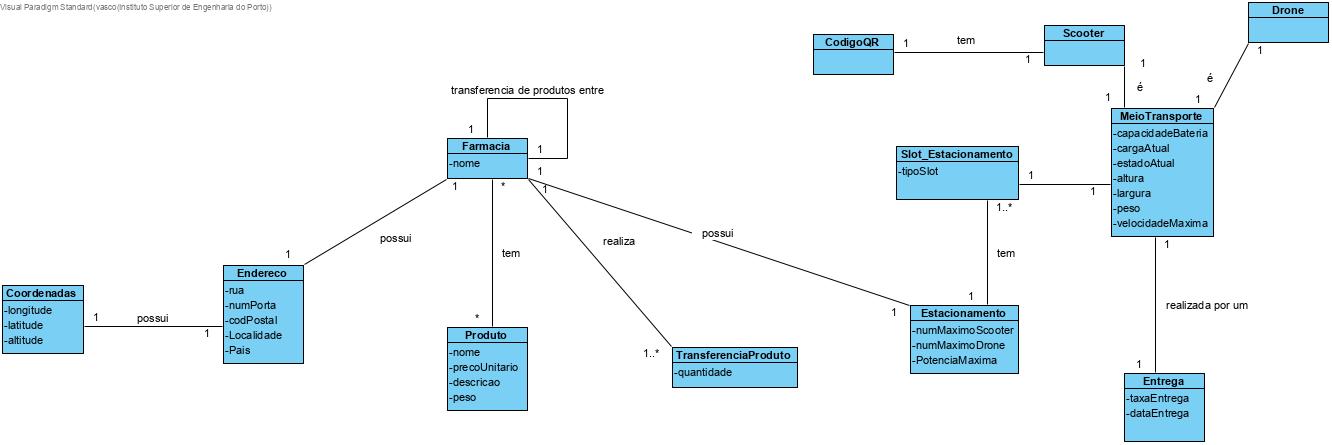 Visual Paradigm Standard(vasco(Instituto Superior de Engenharia do Porto))
Drone
1
é
Scooter
1
é
CodigoQR
1
tem
1
1
1
MeioTransporte
-capacidadeBateria
-cargaAtual
-estadoAtual
-altura
-largura
-peso
-velocidadeMaxima
1
transferencia de produtos entre
1
1
Farmacia
-nome
1
*
1
1
Slot_Estacionamento
-tipoSlot
1
1
1..*
possui
1
tem
realiza
possui
tem
realizada por um
1
Endereco
-rua
-numPorta
-codPostal
-Localidade
-Pais
Coordenadas
-longitude
-latitude
-altitude
1
possui
1
*
Produto
-nome
-precoUnitario
-descricao
-peso
1..*
TransferenciaProduto
-quantidade
1
1
Estacionamento
-numMaximoScooter
-numMaximoDrone
-PotenciaMaxima
Entrega
-taxaEntrega
-dataEntrega